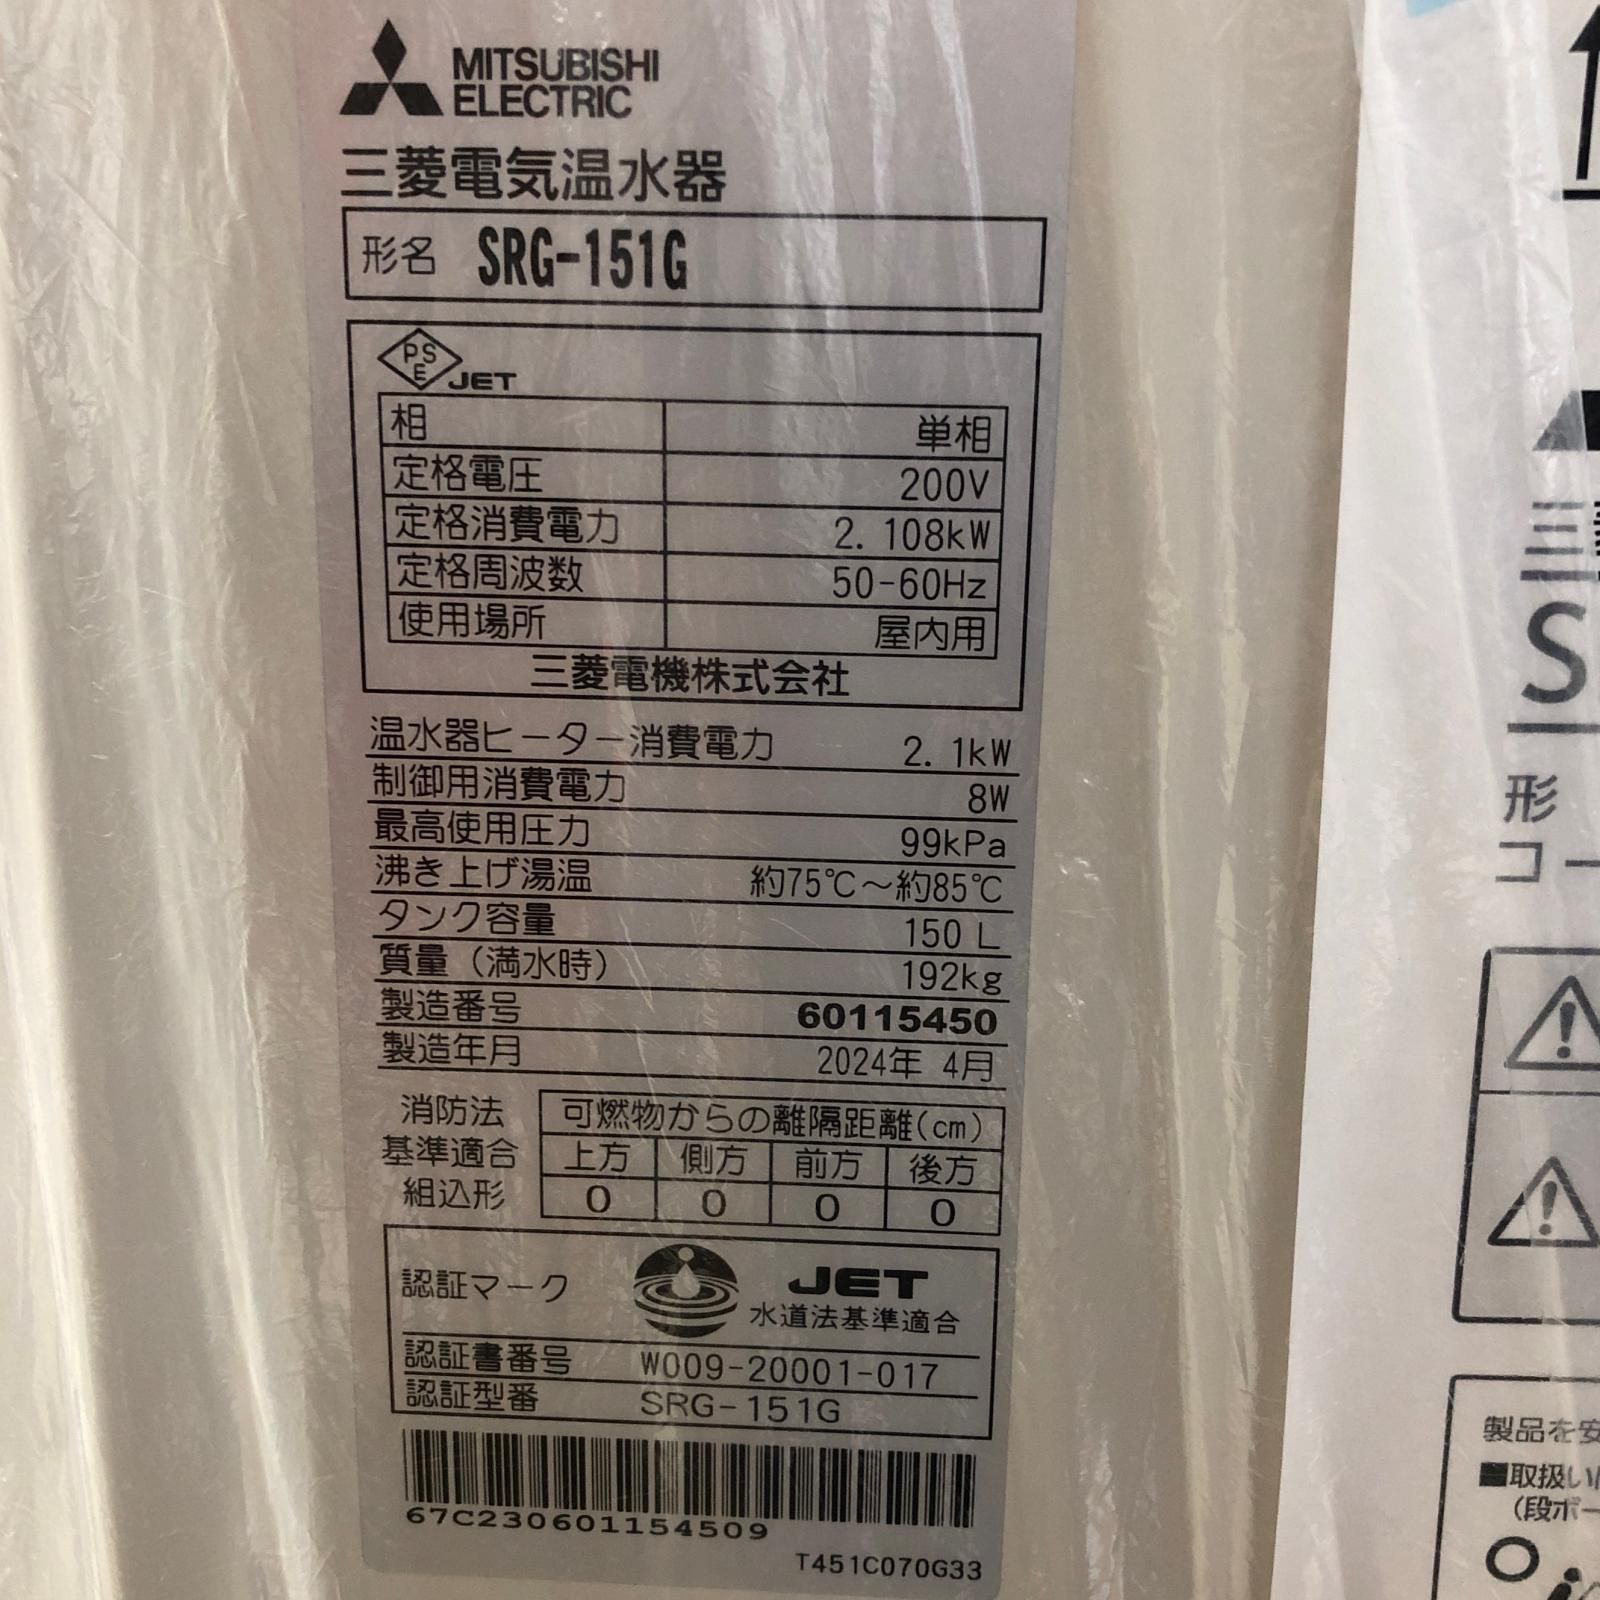 MITSUBISHI
ELECTRIC
三菱電気温水器
形名 SRG-151G
PSE JET
相 単相
定格電圧 200V
定格消費電力 2.108kW
定格周波数 50-60Hz
使用場所 屋内用
三菱電機株式会社
温水器ヒーター消費電力 2.1kW
制御用消費電力 8W
最高使用圧力 99kPa
沸き上げ湯温 約75℃～約85℃
タンク容量 150 L
質量(満水時) 192kg
製造番号 60115450
製造年月 2024年 4月
消防法 可燃物からの離隔距離(cm)
基準適合 上方 側方 前方 後方
組込形 0 0 0 0
認証マーク JET
水道法基準適合
認証書番号 W009-20001-017
認証型番 SRG-151G
67C230601154509
T451C070G33
三
S
形
コー
製品を安
■取扱い
(段ボー